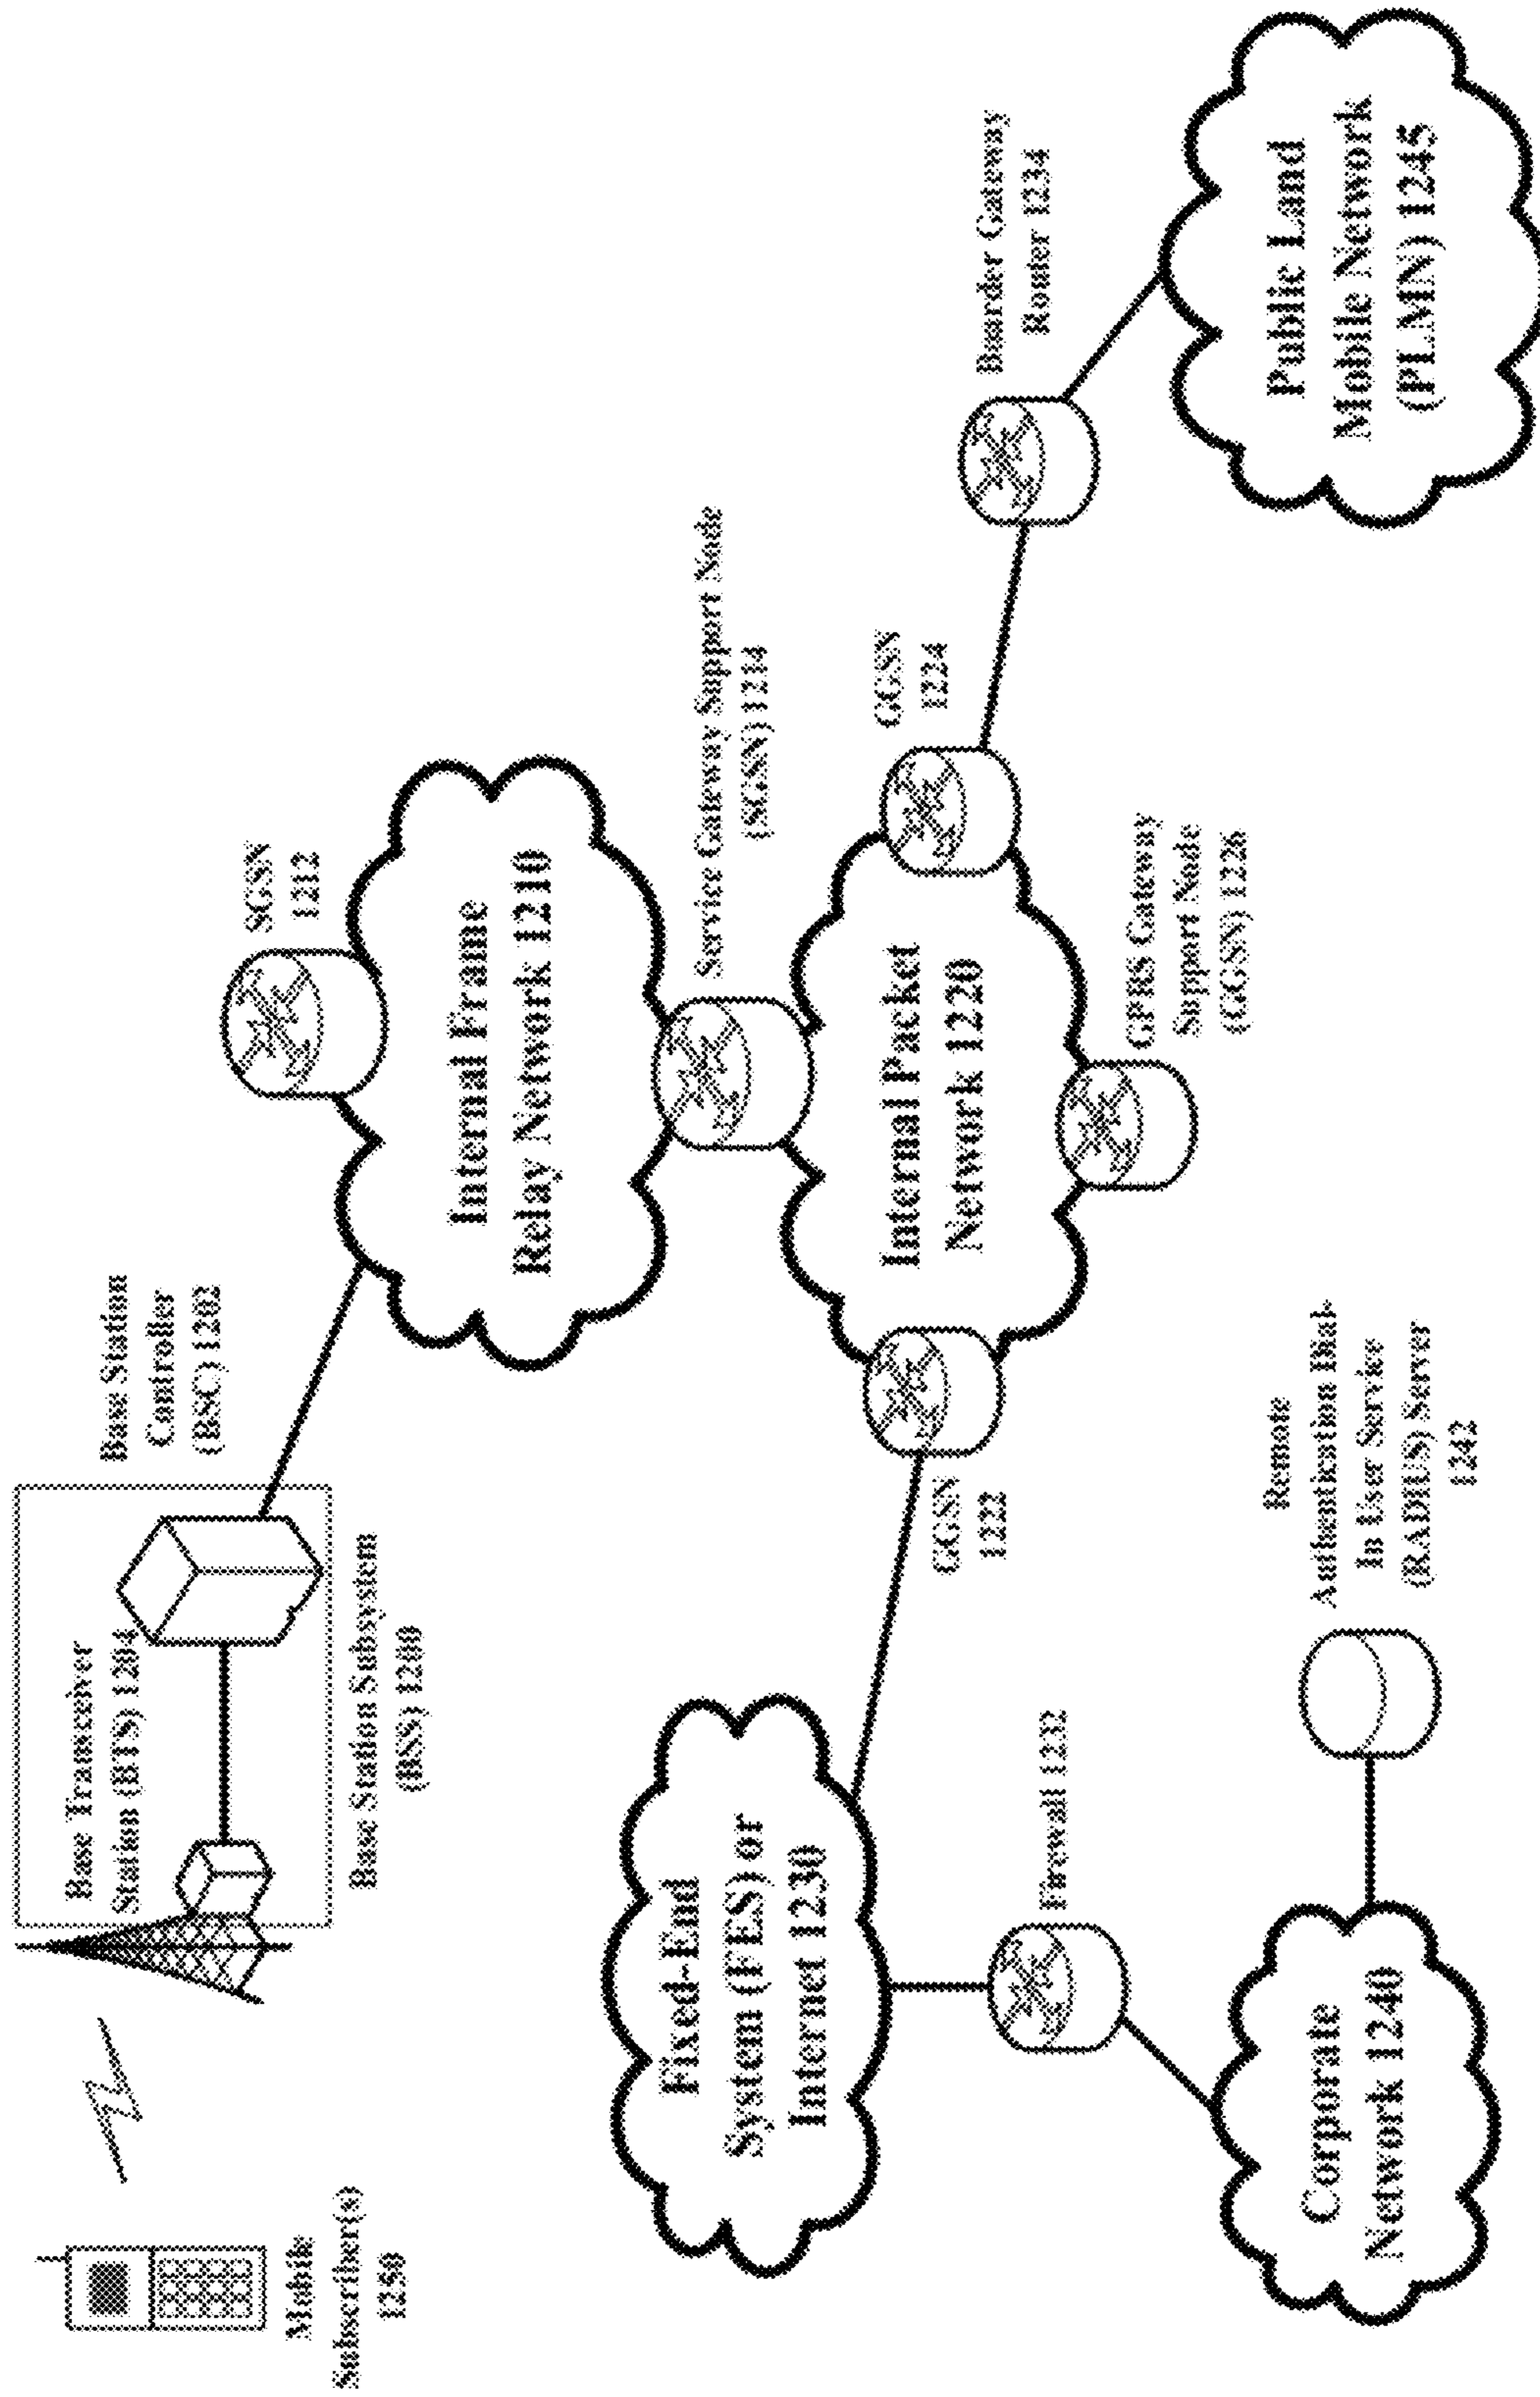 Mobile
Subscriber(s)
1250
Base Transceiver
Station (BTS) 1204
Base Station Subsystem
(BSS) 1200
Base Station
Controller
(BSC) 1202
SGSN
1212
Internal Frame
Relay Network 1210
Service Gateway Support Node
(SGSN) 1214
Fixed-End
System (FES) or
Internet 1230
GGSN
1222
Internal Packet
Network 1220
GGSN
1224
Boarder Gateway
Router 1234
Firewall 1232
GPRS Gateway
Support Node
(GGSN) 1226
Corporate
Network 1240
Remote
Authentication Dial-
In User Service
(RADIUS) Server
1242
Public Land
Mobile Network
(PLMN) 1245